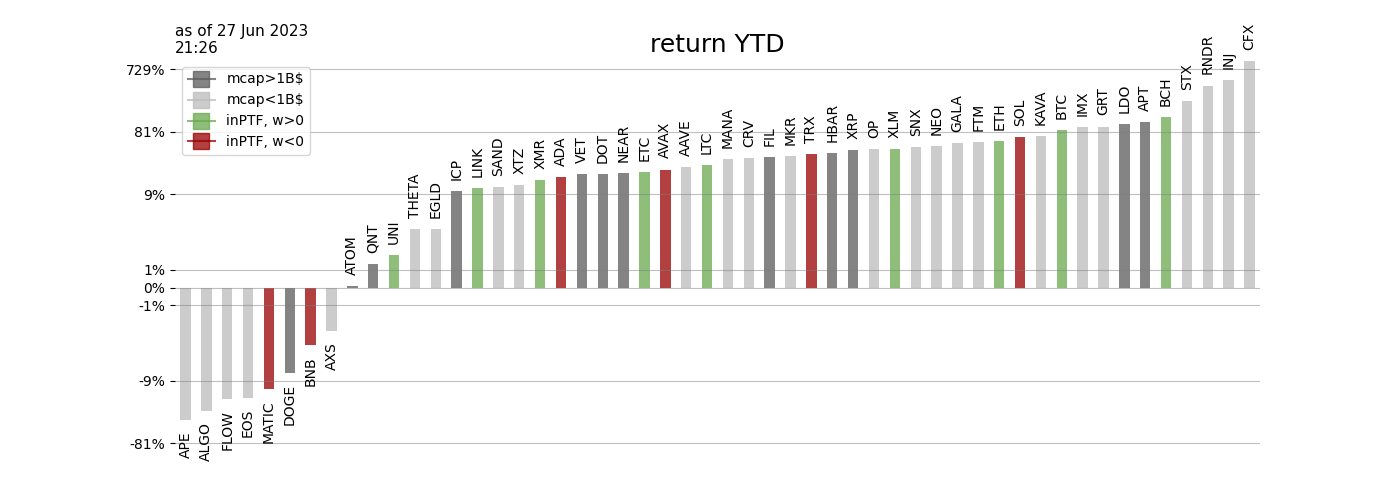 as of 27 Jun 2023
21:26
return YTD
mcap>1B$
mcap<1B$
inPTF, w>0
inPTF, w<0
729%
81%
9%
1%
0%
-1%
-9%
-81%
APE
ALGO
FLOW
EOS
MATIC
DOGE
BNB
AXS
ATOM
QNT
UNI
THETA
EGLD
ICP
LINK
SAND
XTZ
XMR
ADA
VET
DOT
NEAR
ETC
AVAX
AAVE
LTC
MANA
CRV
FIL
MKR
TRX
HBAR
XRP
OP
XLM
SNX
NEO
GALA
FTM
ETH
SOL
KAVA
BTC
IMX
GRT
LDO
APT
BCH
STX
RNDR
INJ
CFX